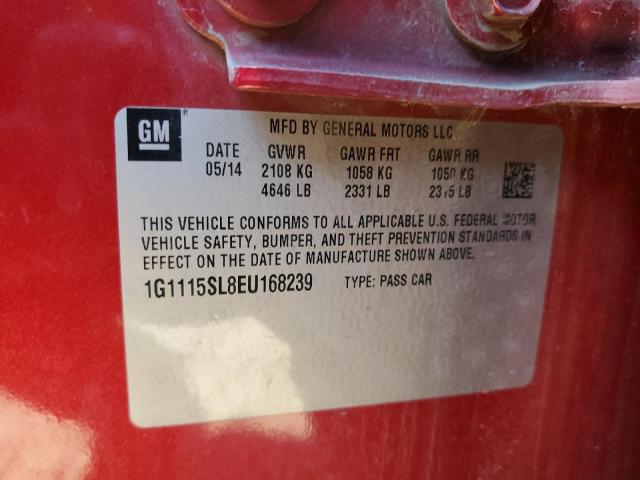 GM ®
MFD BY GENERAL MOTORS LLC
DATE GVWR GAWR FRT GAWR RR
05/14 2108 KG 1058 KG 1050 KG
4646 LB 2331 LB 2315 LB
THIS VEHICLE CONFORMS TO ALL APPLICABLE U.S. FEDERAL MOTOR
VEHICLE SAFETY, BUMPER, AND THEFT PREVENTION STANDARDS IN
EFFECT ON THE DATE OF MANUFACTURE SHOWN ABOVE.
1G1115SL8EU168239 TYPE: PASS CAR